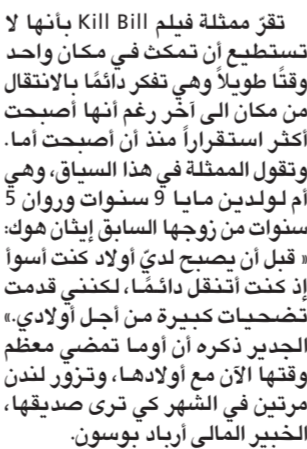 تقرّ ممثلة فيلم Kill Bill بأنها لا
تستطيع أن تمكث في مكان واحد
وقتًا طويلاً وهي تفكر دائمًا بالانتقال
من مكان الى آخر رغم أنها أصبحت
أكثر استقراراً منذ أن أصبحت أما.
وتقول الممثلة في هذا السياق، وهي
أم لولدين مايا 9 سنوات وروان 5
سنوات من زوجها السابق إيثان هوك:
« قبل أن يصبح لديّ أولاد كنت أسوأ
إذ كنت أتنقل دائمًا، لكنني قدمت
تضحيات كبيرة من أجل أولادي.»
الجدير ذكره أن أوما تمضي معظم
وقتها الآن مع أولادها، وتزور لندن
مرتين في الشهر كي ترى صديقها،
الخبير المالى أرباد بوسون.